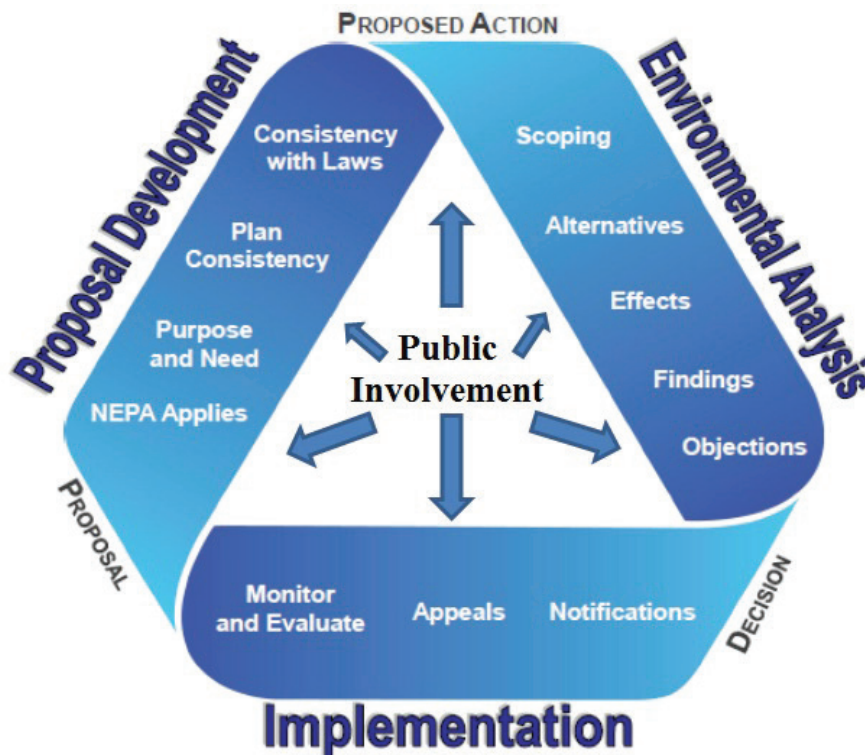 PROPOSED ACTION
Proposal Development
Consistency
with Laws
Plan
Consistency
Purpose
and Need
NEPA Applies
PROPOSAL
Environmental Analysis
Scoping
Alternatives
Effects
Findings
Objections
DECISION
Public
Involvement
Monitor
and Evaluate
Appeals
Notifications
Implementation